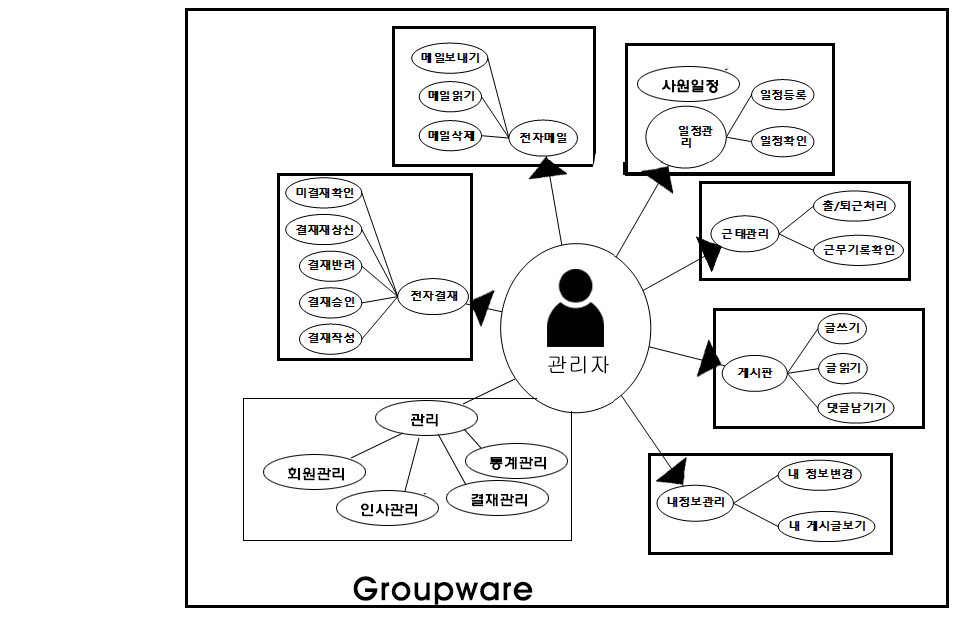 메일보내기
메일읽기
메일삭제
전자메일
사원일정
일정관
리
일정등록
일정확인
미결재확인
결재재상신
결재반려
결재승인
결재작성
전자결재
근태관리
출/퇴근처리
근무기록확인
관리자
게시판
글쓰기
글읽기
댓글남기기
관리
회원관리
인사관리
결재관리
통계관리
내정보관리
내 정보변경
내 게시글보기
Groupware